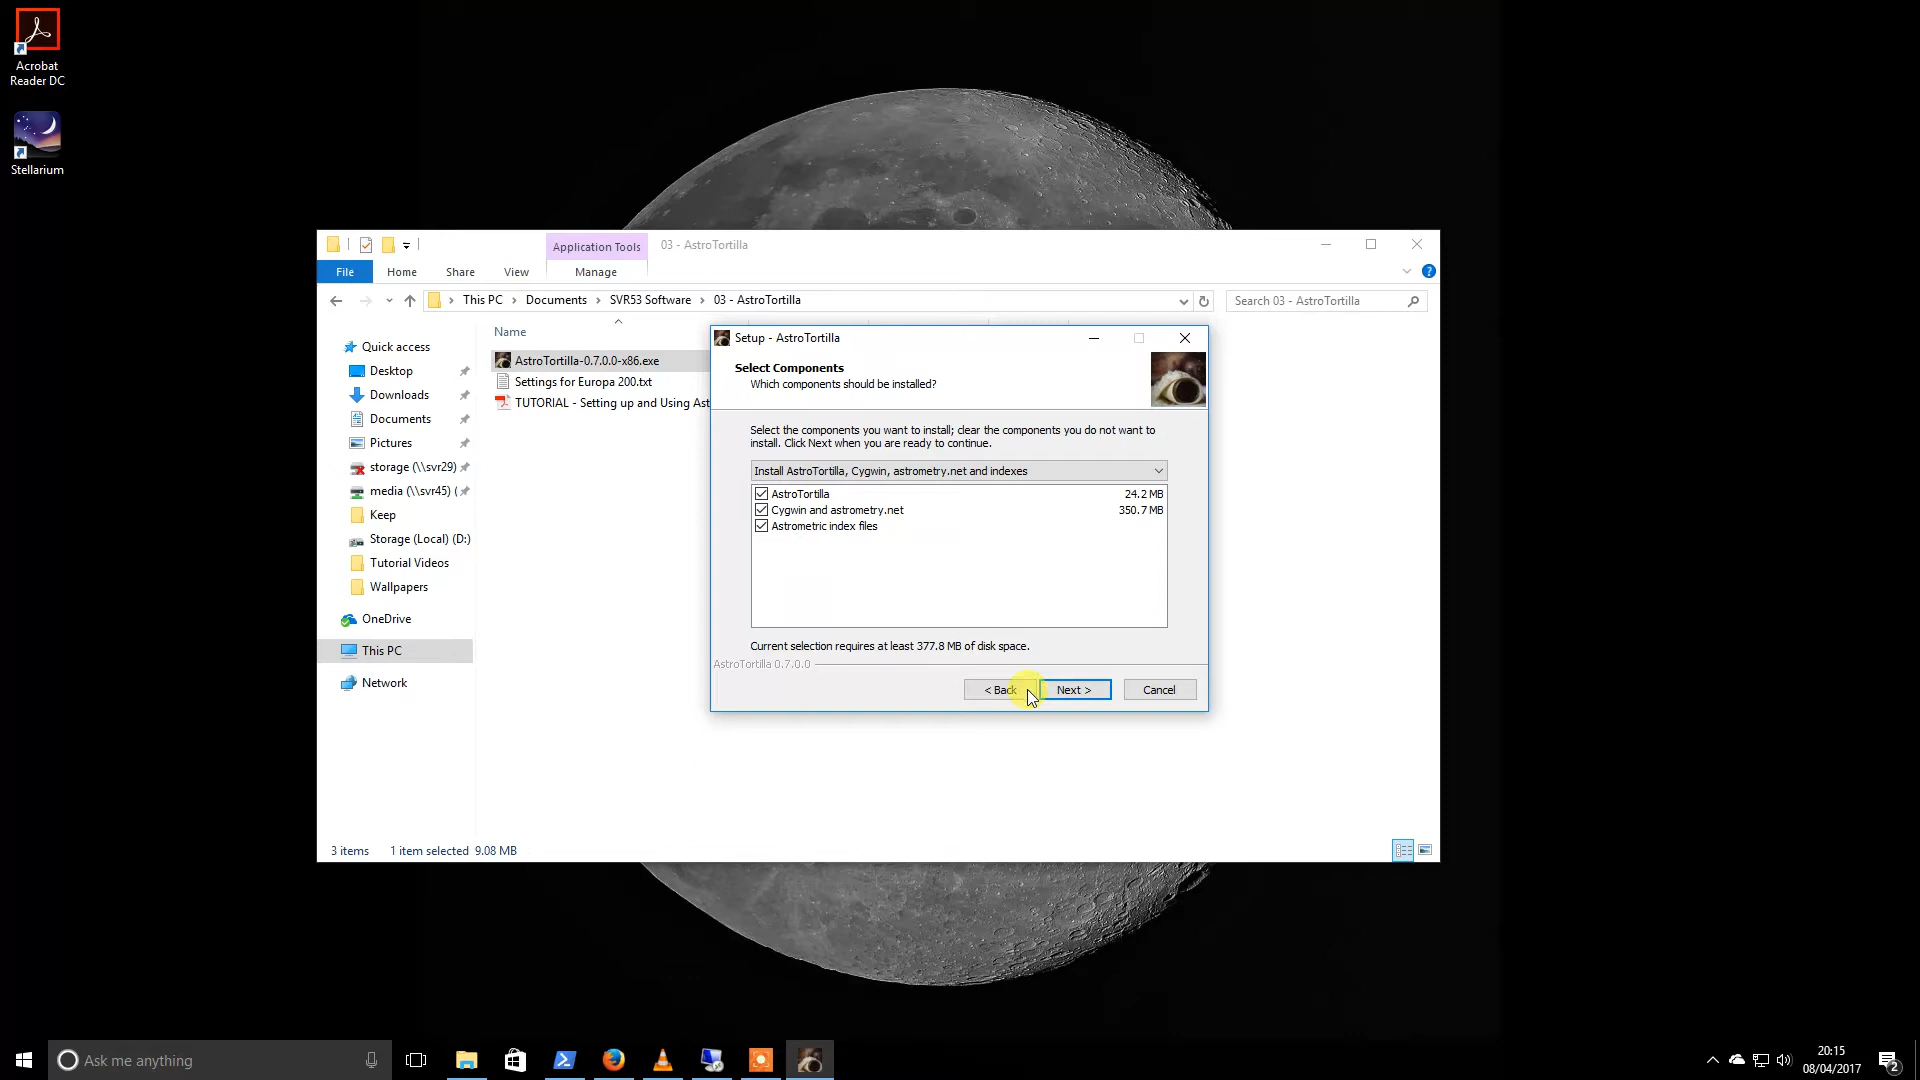 Acrobat
Reader DC
Stellarium
Application Tools
03 - AstroTortilla
File
Home
Share
View
Manage
This PC
Documents
SVR53 Software
03 - AstroTortilla
Search 03 - AstroTortilla
Name
Quick access
Desktop
Downloads
Documents
Pictures
storage (\\svr29)
media (\\svr45) (
Keep
Storage (Local) (D:)
Tutorial Videos
Wallpapers
OneDrive
This PC
Network
AstroTortilla-0.7.0.0-x86.exe
Settings for Europa 200.txt
TUTORIAL - Setting up and Using Ast
Setup - AstroTortilla
Select Components
Which components should be installed?
Select the components you want to install; clear the components you do not want to
install. Click Next when you are ready to continue.
Install AstroTortilla, Cygwin, astrometry.net and indexes
AstroTortilla 24.2 MB
Cygwin and astrometry.net 350.7 MB
Astrometric index files
Current selection requires at least 377.8 MB of disk space.
AstroTortilla 0.7.0.0
< Back
Next >
Cancel
3 items
1 item selected 9.08 MB
Ask me anything
20:15
08/04/2017
2